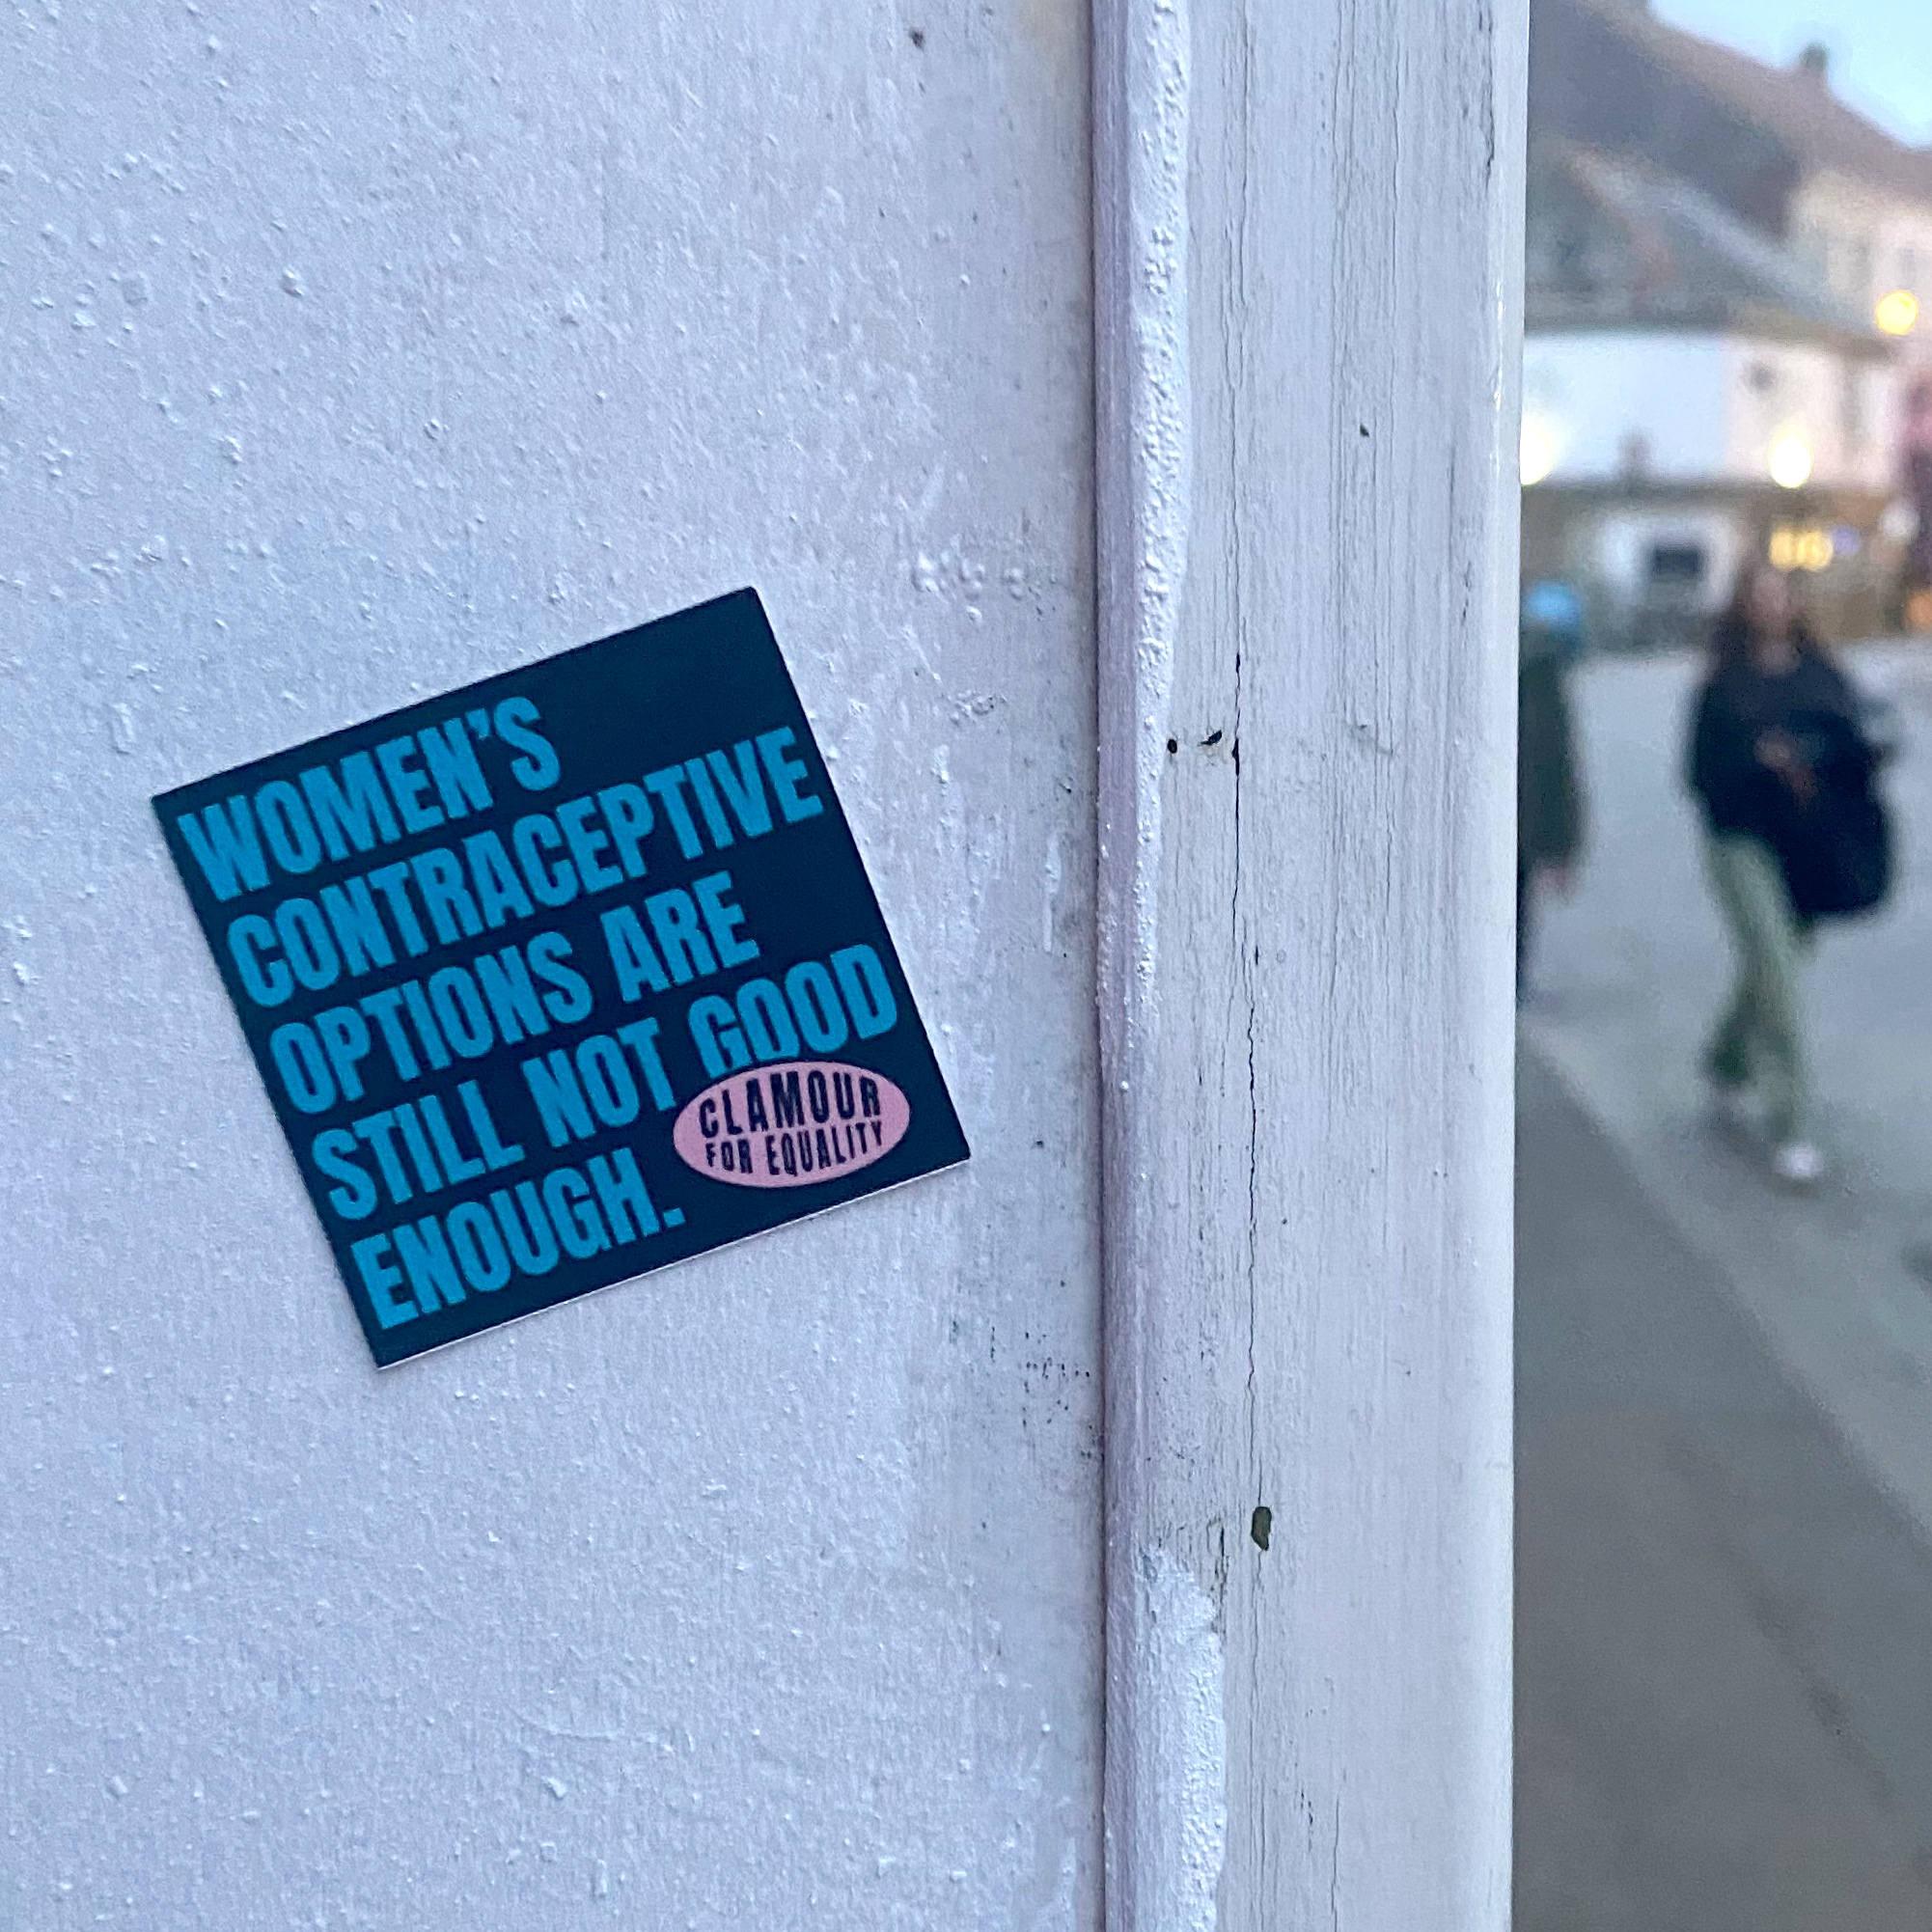 WOMEN'S
CONTRACEPTIVE
OPTIONS ARE
STILL NOT GOOD
ENOUGH.
CLAMOUR
FOR EQUALITY